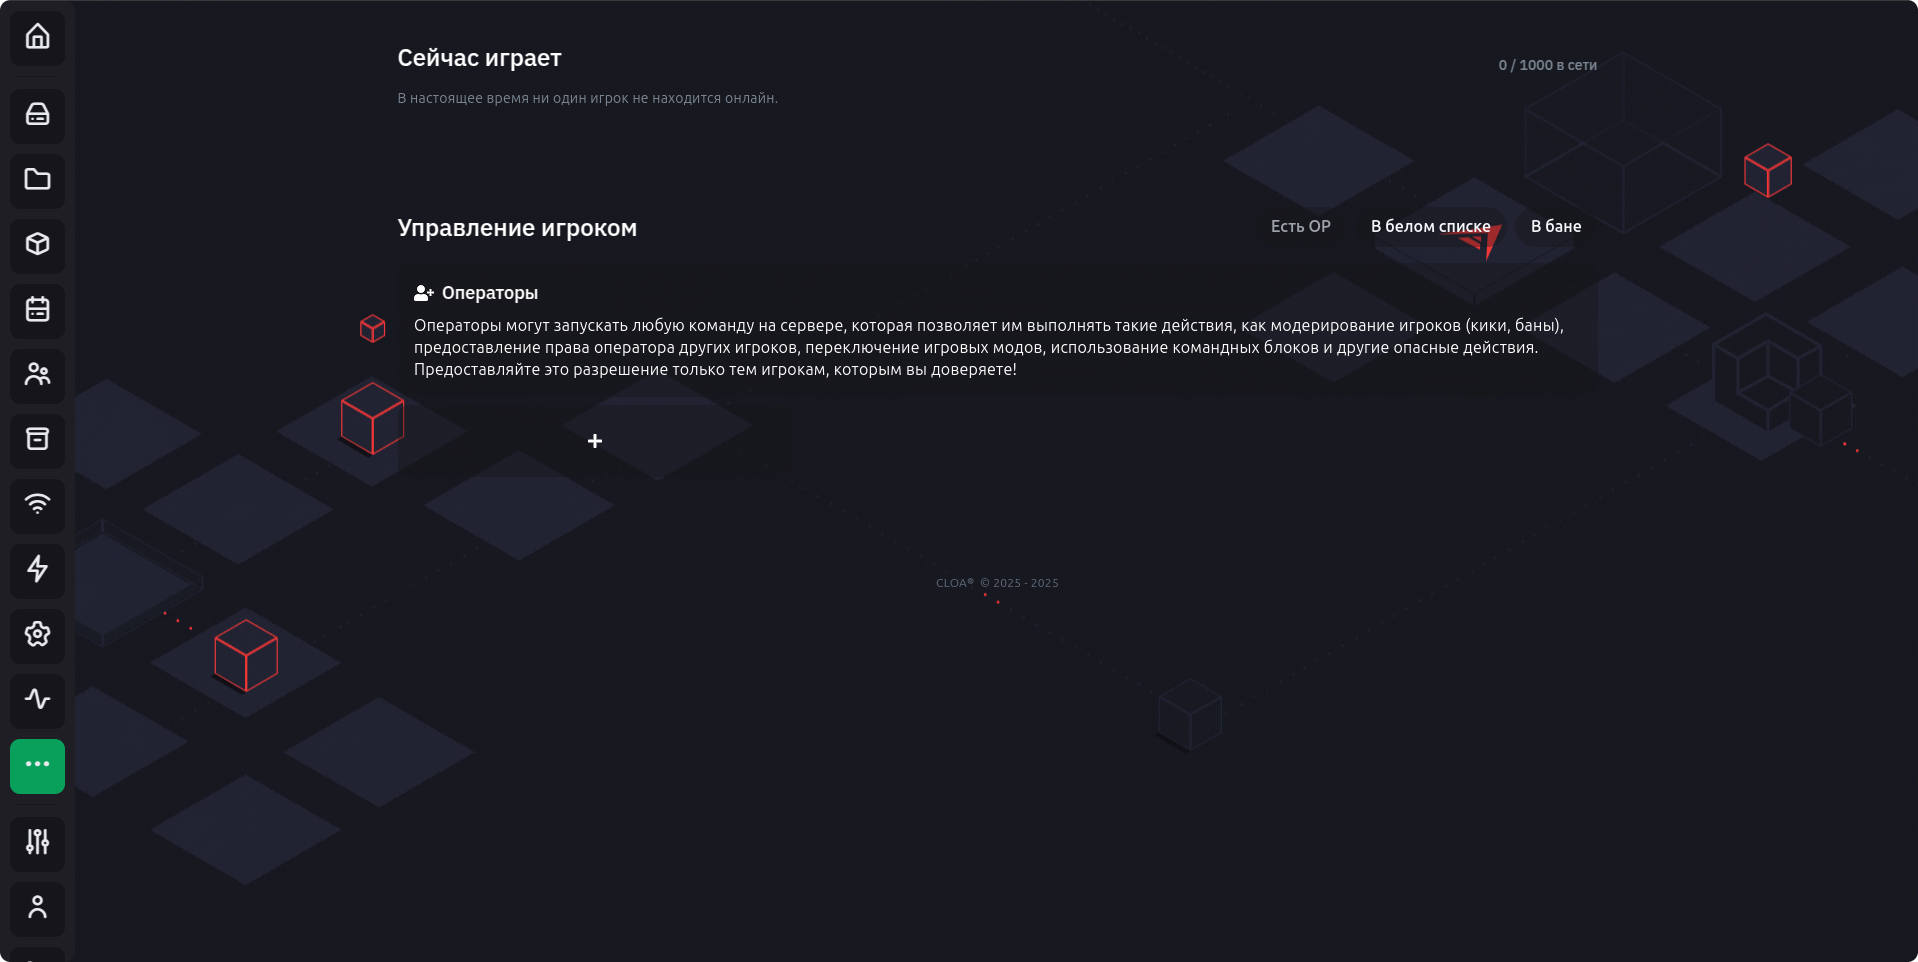 Сейчас играет
0 / 1000 в сети
В настоящее время ни один игрок не находится онлайн.
Управление игроком
Есть OP
В белом списке
В бане
Операторы
Операторы могут запускать любую команду на сервере, которая позволяет им выполнять такие действия, как модерирование игроков (кики, баны),
предоставление права оператора других игроков, переключение игровых модов, использование командных блоков и другие опасные действия.
Предоставляйте это разрешение только тем игрокам, которым вы доверяете!
CLOA® © 2025 - 2025